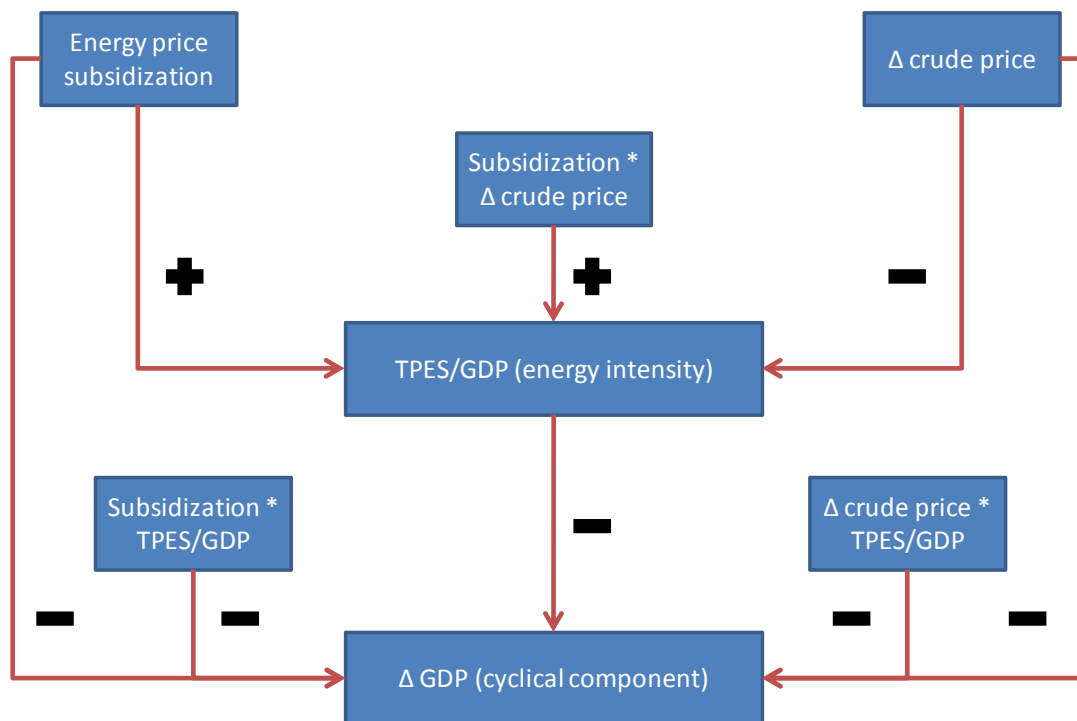 Energy price
subsidization
Δ crude price
Subsidization *
Δ crude price
+
+
−
TPES/GDP (energy intensity)
Subsidization *
TPES/GDP
Δ crude price *
TPES/GDP
−
−
−
−
−
Δ GDP (cyclical component)